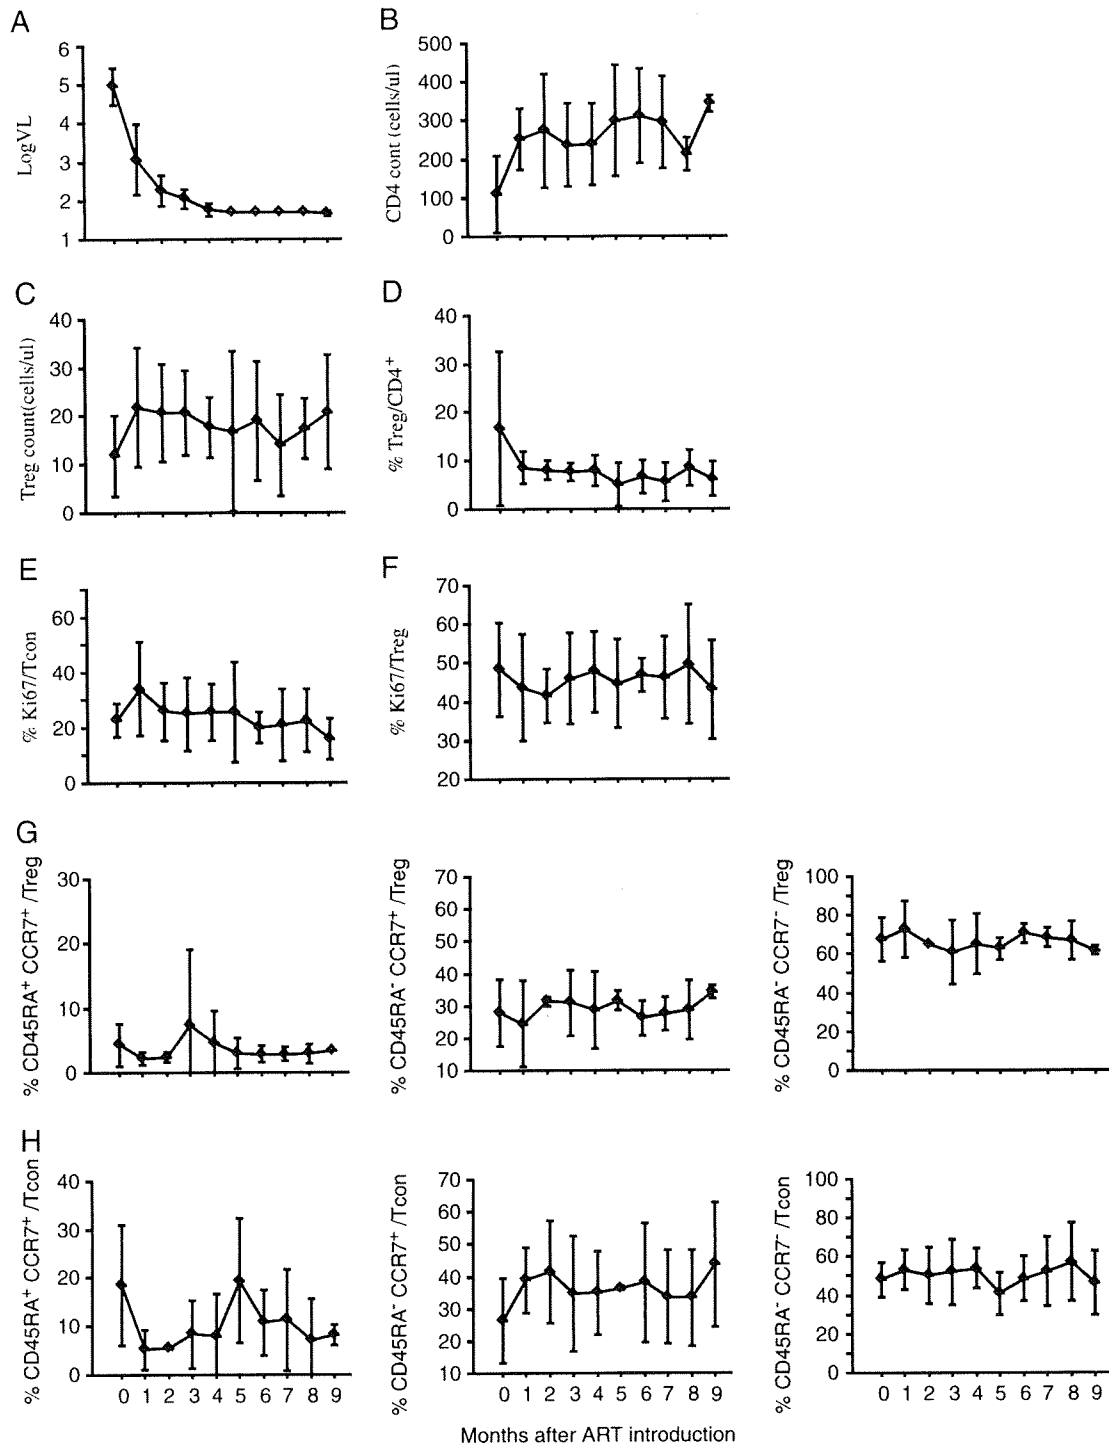 A
LogVL
6
5
4
3
2
1
B
CD4 cont (cells/ul)
500
400
300
200
100
0
C
Treg count(cells/ul)
40
30
20
10
0
D
% Treg/CD4⁺
40
30
20
10
0
E
% Ki67/Tcon
60
40
20
0
F
% Ki67/Treg
70
60
50
40
30
20
G
% CD45RA⁺ CCR7⁺ /Treg
30
20
10
0
% CD45RA⁻ CCR7⁺ /Treg
70
60
50
40
30
20
10
% CD45RA⁻ CCR7⁻ /Treg
100
80
60
40
20
0
H
% CD45RA⁺ CCR7⁺ /Tcon
40
30
20
10
0
0 1 2 3 4 5 6 7 8 9
% CD45RA⁻ CCR7⁺ /Tcon
70
60
50
40
30
20
10
0 1 2 3 4 5 6 7 8 9
% CD45RA⁻ CCR7⁻ /Tcon
100
80
60
40
20
0
0 1 2 3 4 5 6 7 8 9
Months after ART introduction